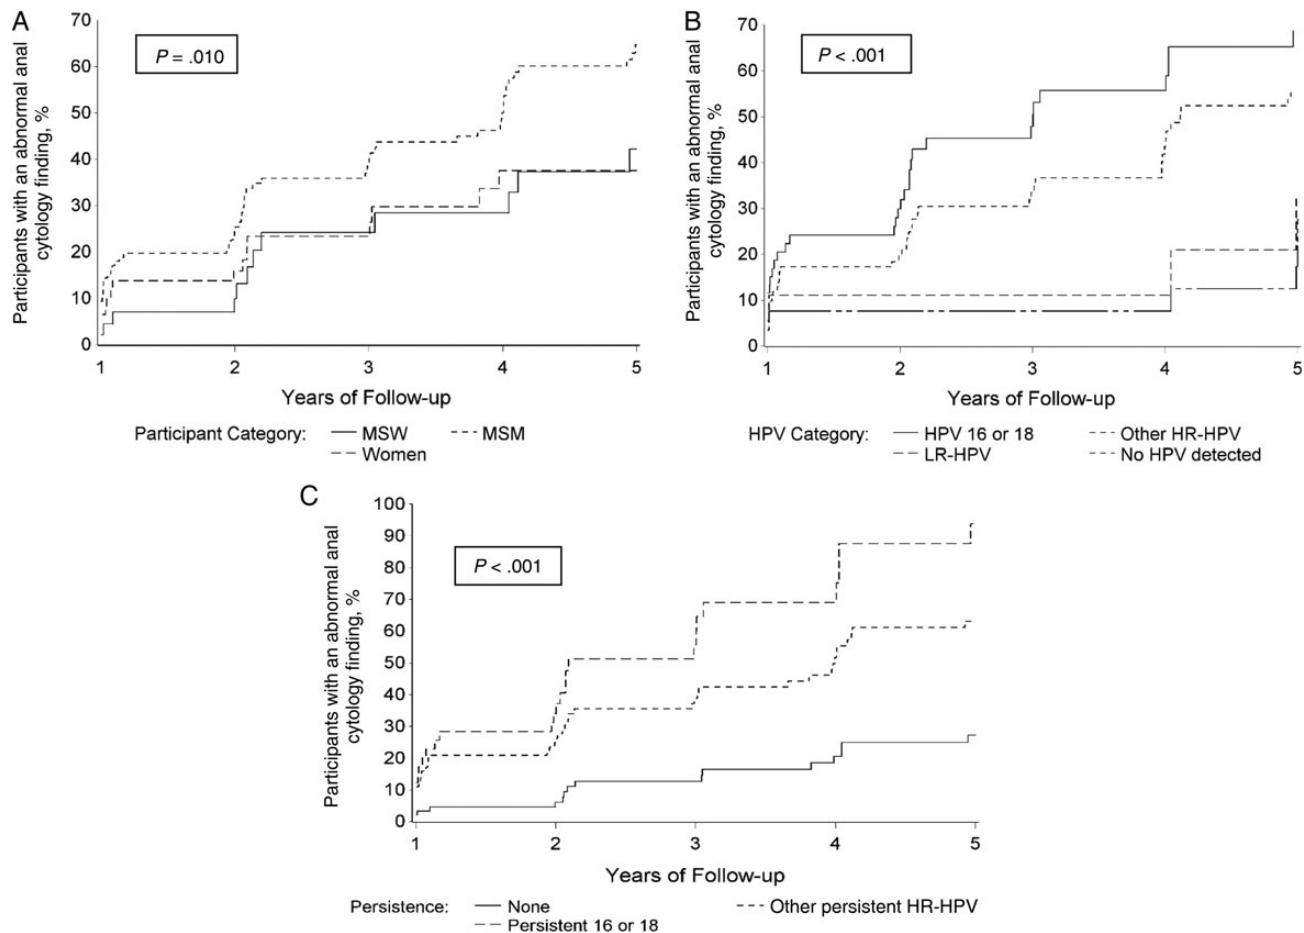 A
Participants with an abnormal anal
cytology finding, %
70
60
50
40
30
20
10
0
P = .010
1 2 3 4 5
Years of Follow-up
Participant Category: MSW MSM
Women
B
Participants with an abnormal anal
cytology finding, %
70
60
50
40
30
20
10
0
P < .001
1 2 3 4 5
Years of Follow-up
HPV Category: HPV 16 or 18 Other HR-HPV
LR-HPV No HPV detected
C
Participants with an abnormal anal
cytology finding, %
100
90
80
70
60
50
40
30
20
10
0
P < .001
1 2 3 4 5
Years of Follow-up
Persistence: None Other persistent HR-HPV
Persistent 16 or 18